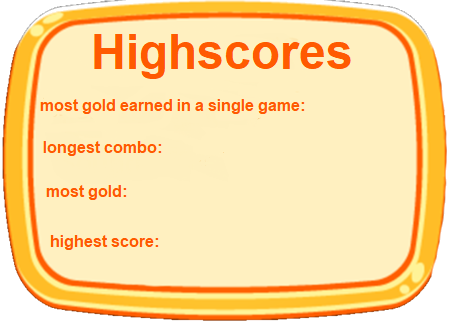 Highscores
most gold earned in a single game:
longest combo:
most gold:
highest score: